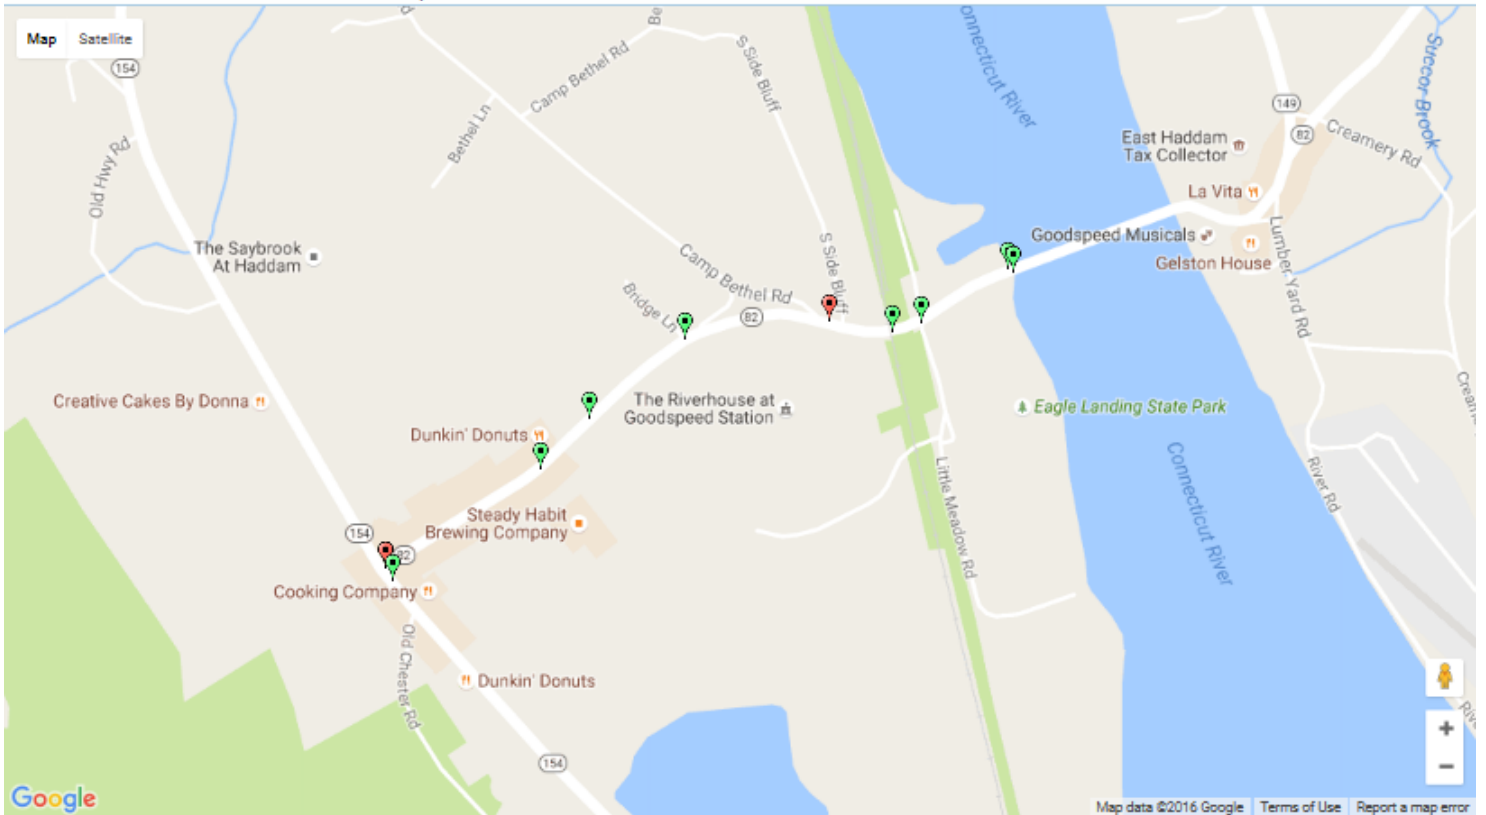 Map Satellite
154
Old Hwy Rd
Bethel Ln
Camp Bethel Rd
Be
S Side Bluff
Connecticut River
149
82
Creamery Rd
Succor Brook
East Haddam
Tax Collector
La Vita
Goodspeed Musicals
Gelston House
Lumber Yard Rd
The Saybrook
At Haddam
Camp Bethel Rd
S Side Bluff
Bridge Ln
82
Creative Cakes By Donna
The Riverhouse at
Goodspeed Station
Eagle Landing State Park
Dunkin' Donuts
Steady Habit
Brewing Company
Little Meadow Rd
Connecticut River
River Rd
Cream
154
82
Cooking Company
Old Chester Rd
Dunkin' Donuts
154
Riv
Google
Map data ©2016 Google Terms of Use Report a map error